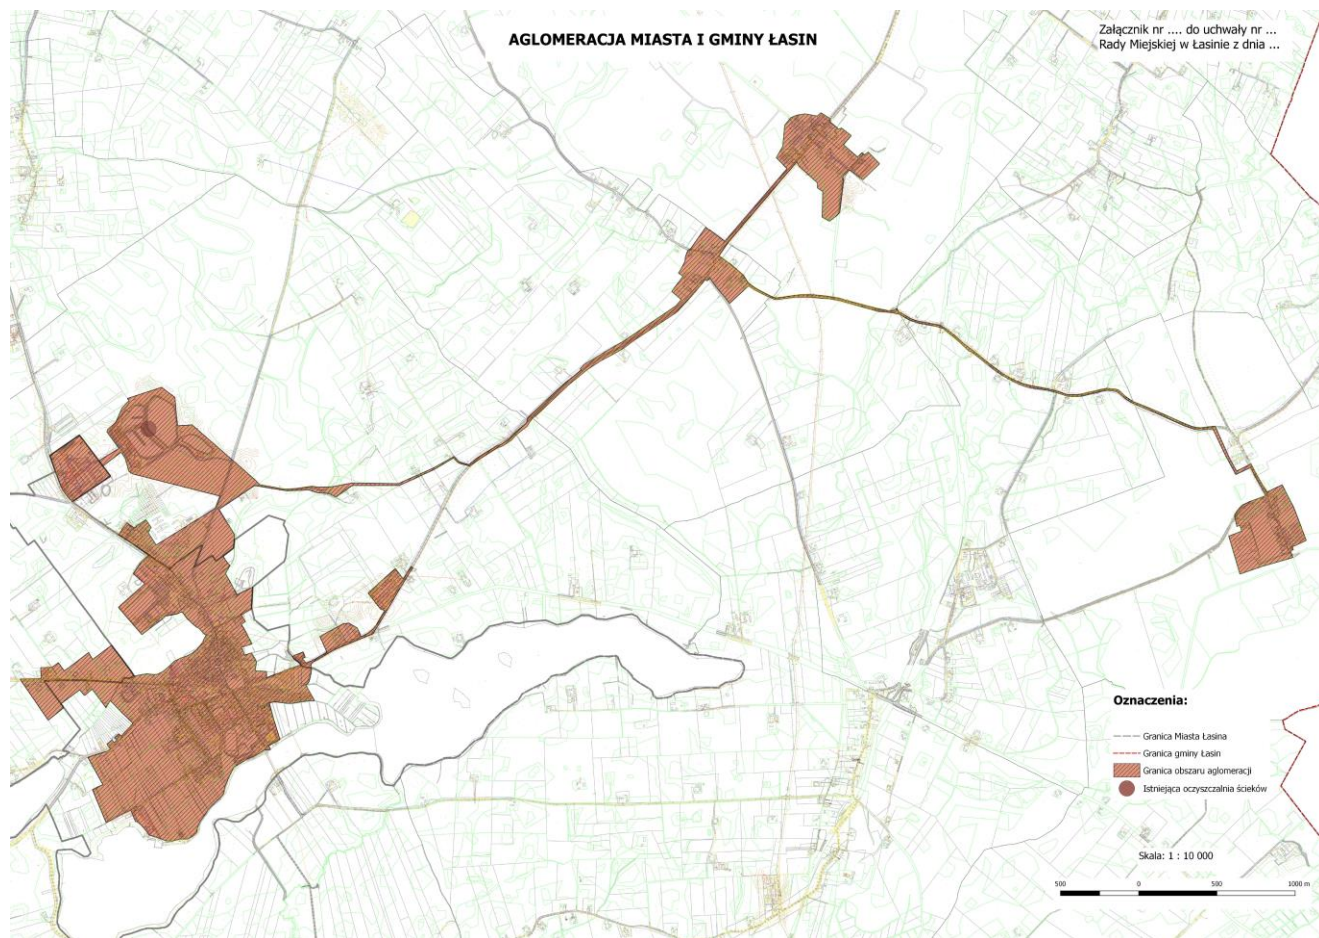 AGLOMERACJA MIASTA I GMINY ŁASIN
Załącznik nr .... do uchwały nr ...
Rady Miejskiej w Łasinie z dnia ...
Oznaczenia:
Granica Miasta Łasina
Granica gminy Łasin
Granica obszaru aglomeracji
Istniejąca oczyszczalnia ścieków
Skala: 1 : 10 000
500 0 500 1000 m